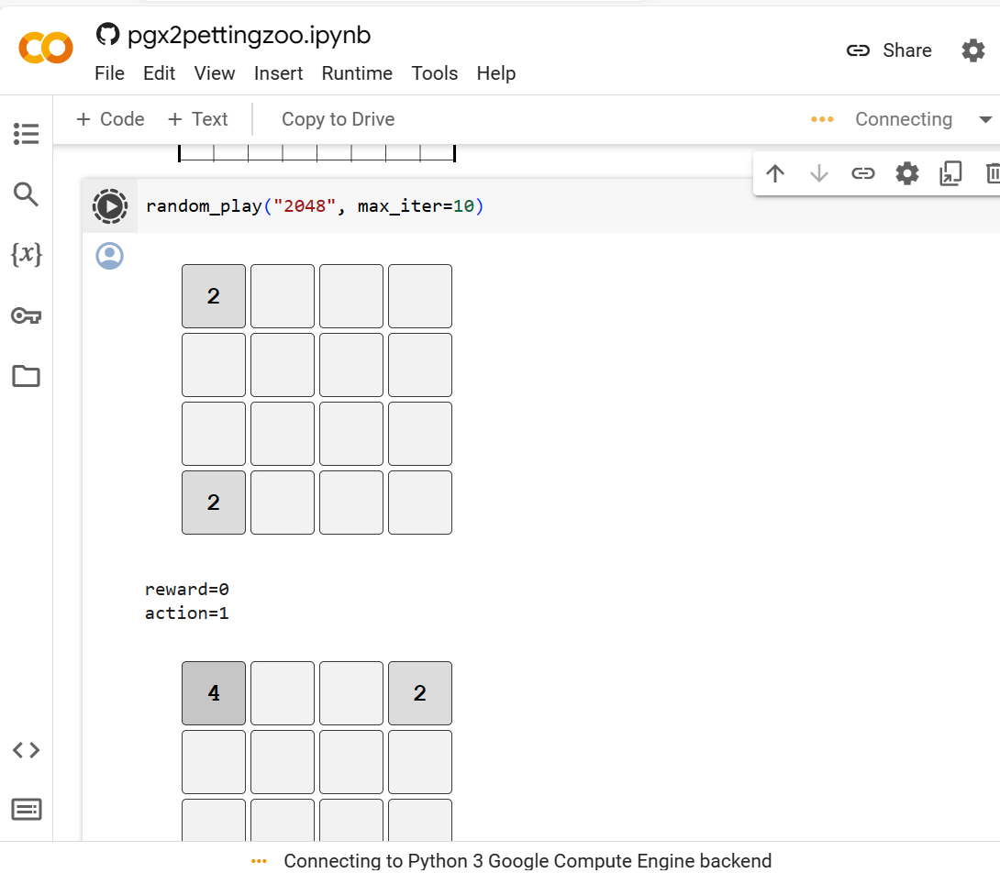 pgx2pettingzoo.ipynb
Share
File Edit View Insert Runtime Tools Help
+ Code + Text Copy to Drive
Connecting
random_play("2048", max_iter=10)
{x}
2
2
reward=0
action=1
4 2
Connecting to Python 3 Google Compute Engine backend